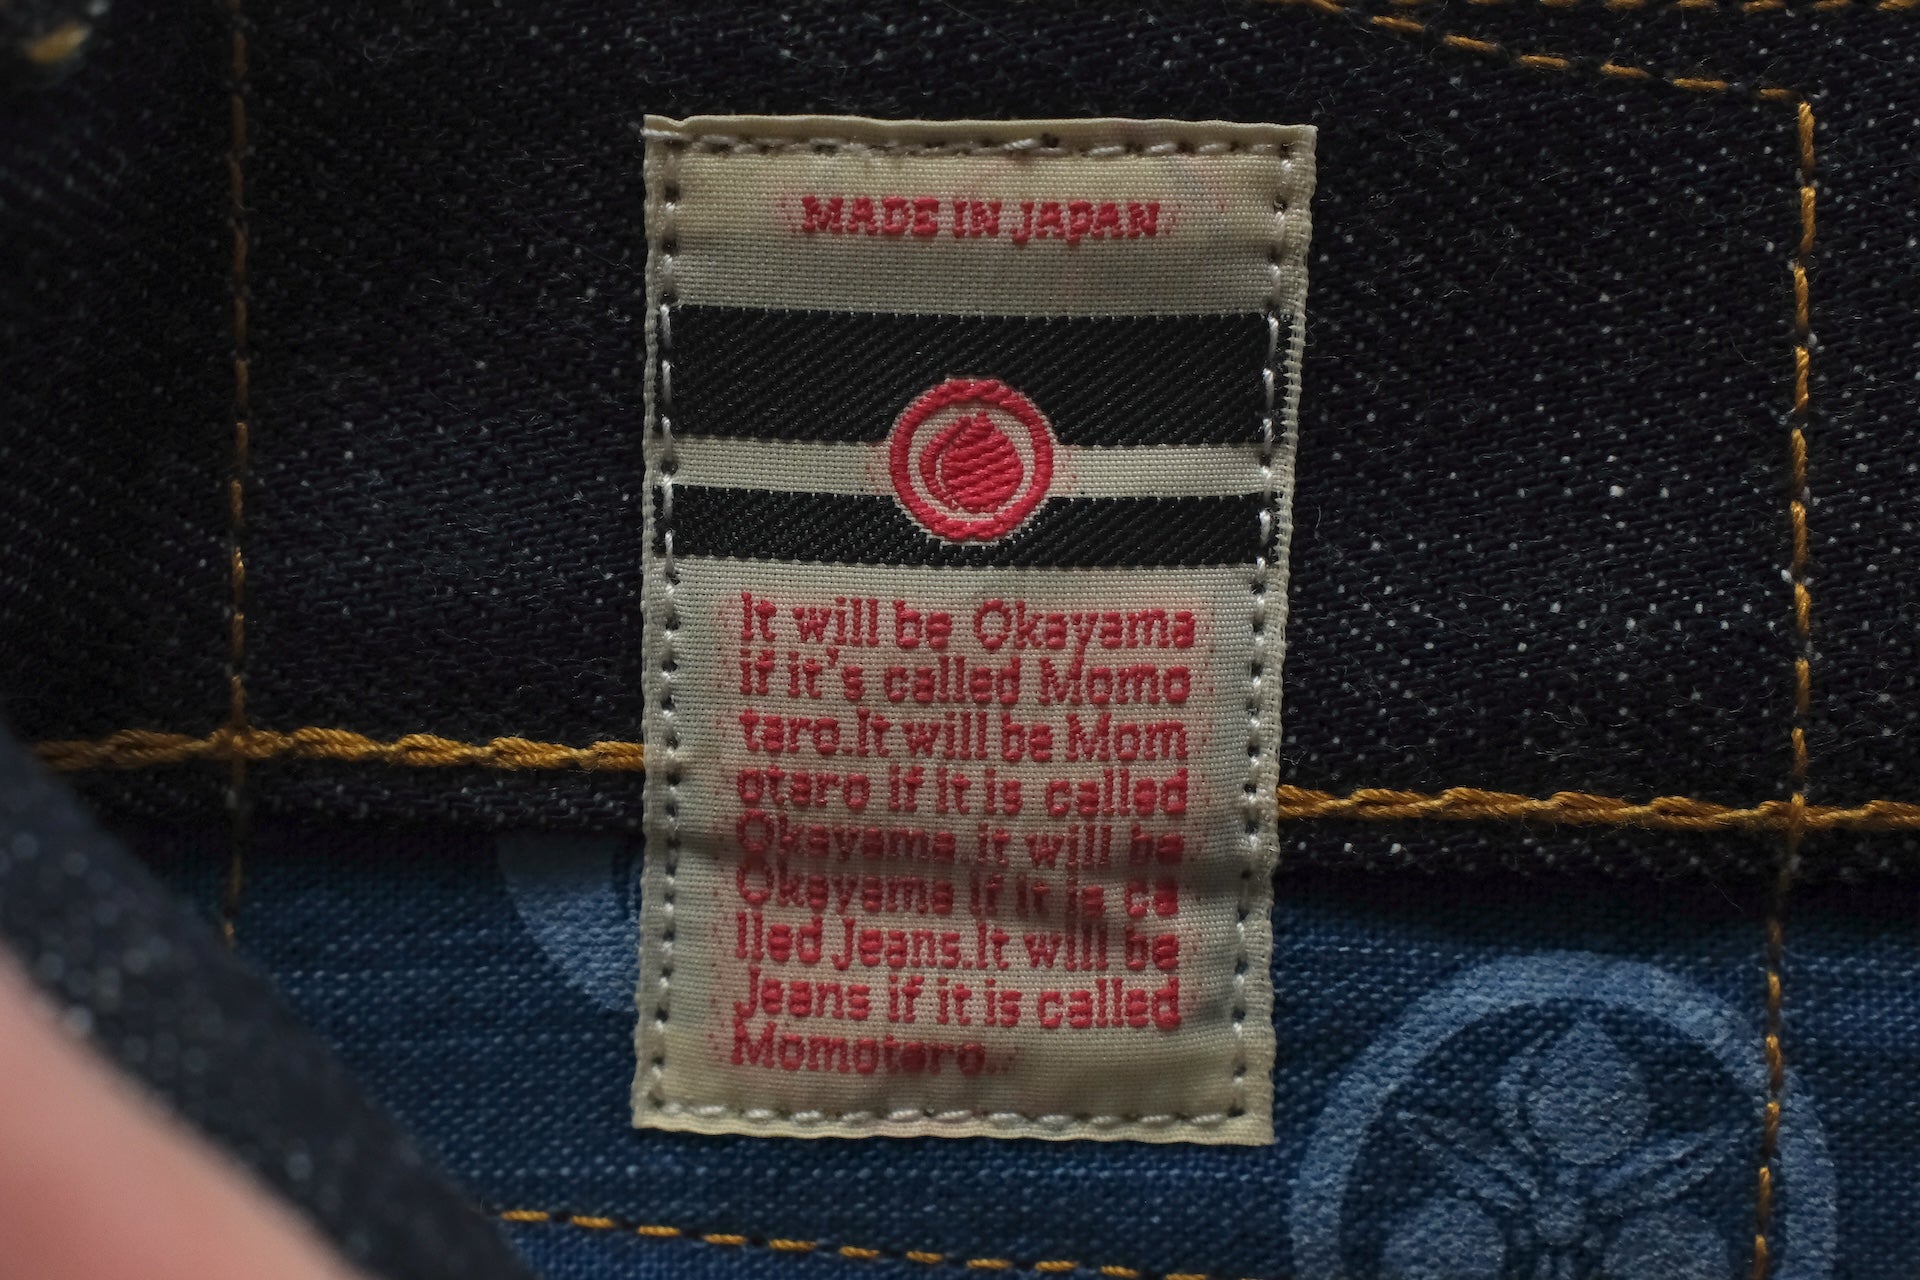 MADE IN JAPAN
It will be Okayama
if it's called Momo
taro.It will be Mom
otaro if it is called
Okayama.it will be
Okayama if it is ca
lled Jeans.It will be
Jeans if it is called
Momotaro.